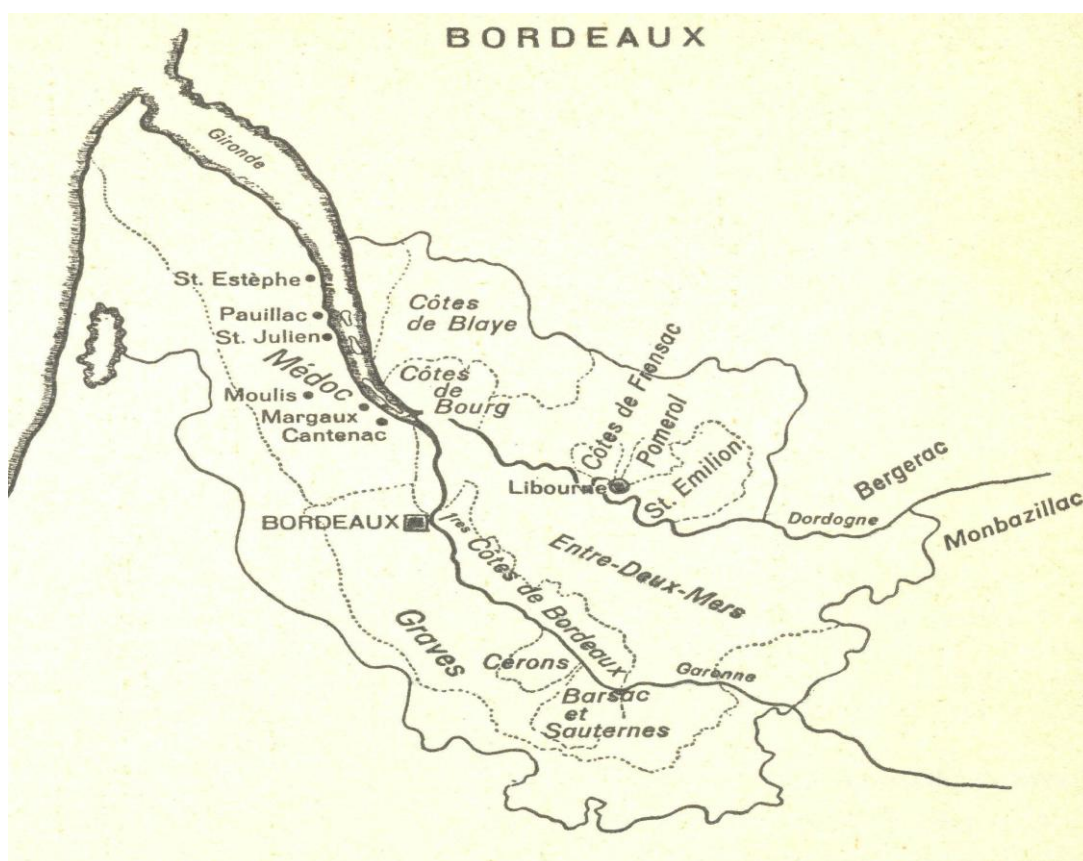 BORDEAUX
Gironde
St. Estèphe
Pauillac
St. Julien
Médoc
Moulis
Margaux
Cantenac
Côtes
de Blaye
Côtes
de
Bourg
Côtes de Fronsac
Pomerol
St. Emilion
Libourne
Bergerac
Dordogne
Monbazillac
BORDEAUX
Ires Côtes de Bordeaux
Entre-Deux-Mers
Graves
Cérons
Garonne
Barsac
et
Sauternes